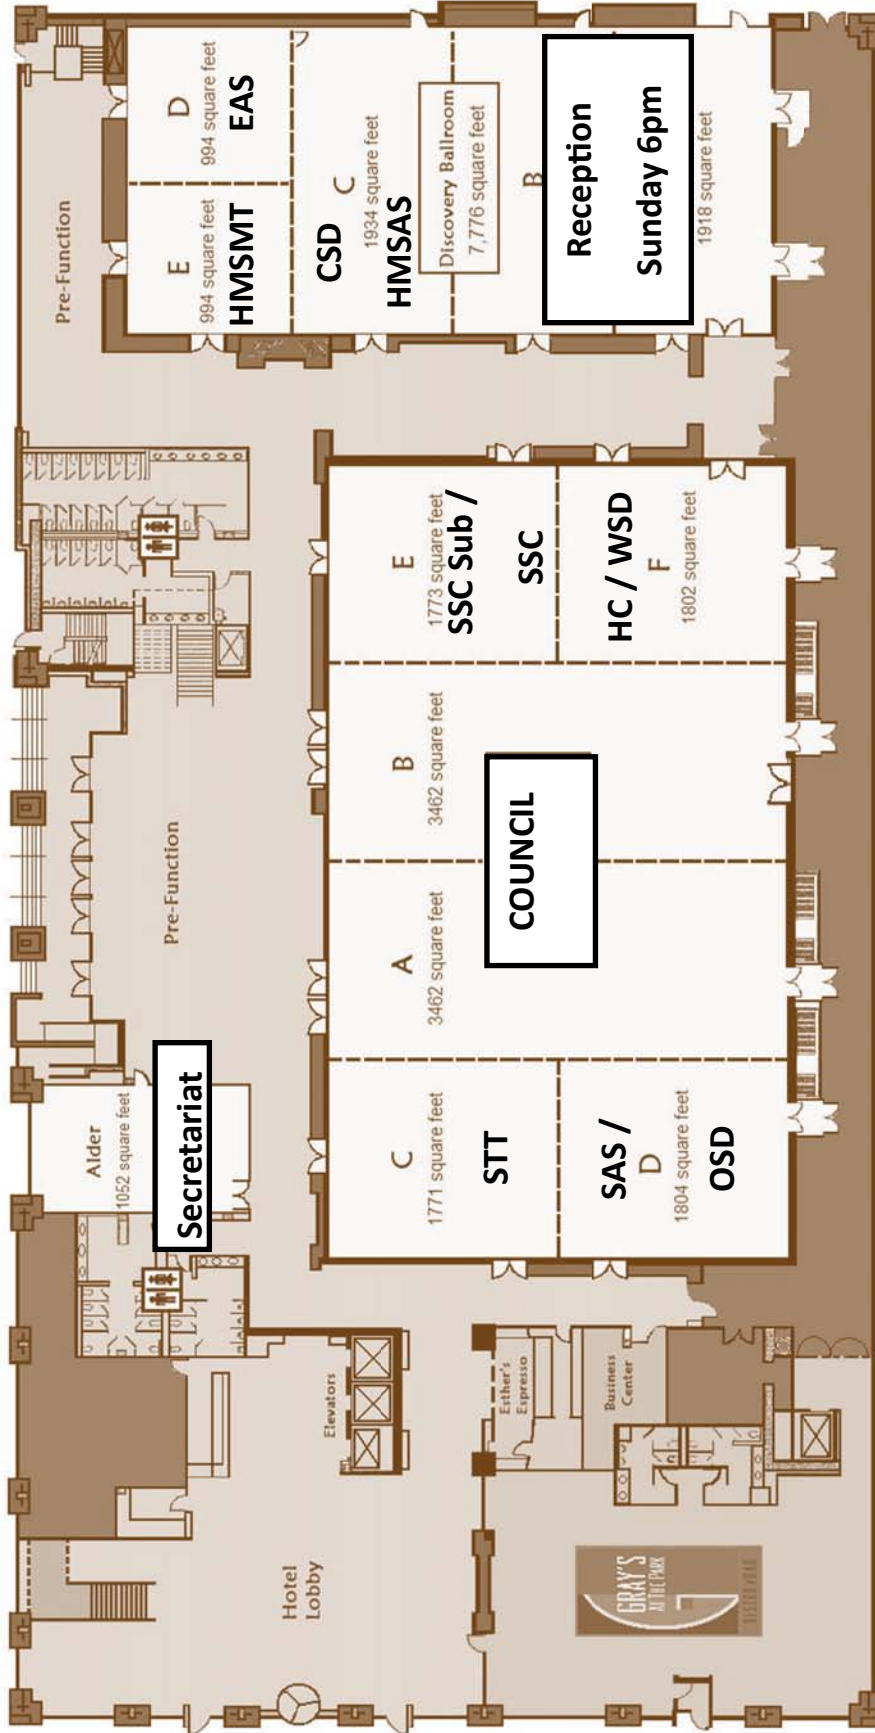 Hotel
Lobby
Elevators
Alder
1052 square feet
Secretariat
Pre-Function
Pre-Function
GRAY'S
AT THE PARK
Esther's
Espresso
Business
Center
C
1771 square feet
STT
SAS /
D
1804 square feet
OSD
A
3462 square feet
B
3462 square feet
COUNCIL
E
1773 square feet
SSC Sub /
SSC
HC / WSD
F
1802 square feet
D
994 square feet
EAS
E
994 square feet
HMSMT
CSD
C
1934 square feet
HMSAS
Discovery Ballroom
7,776 square feet
B
Reception
Sunday 6pm
1918 square feet